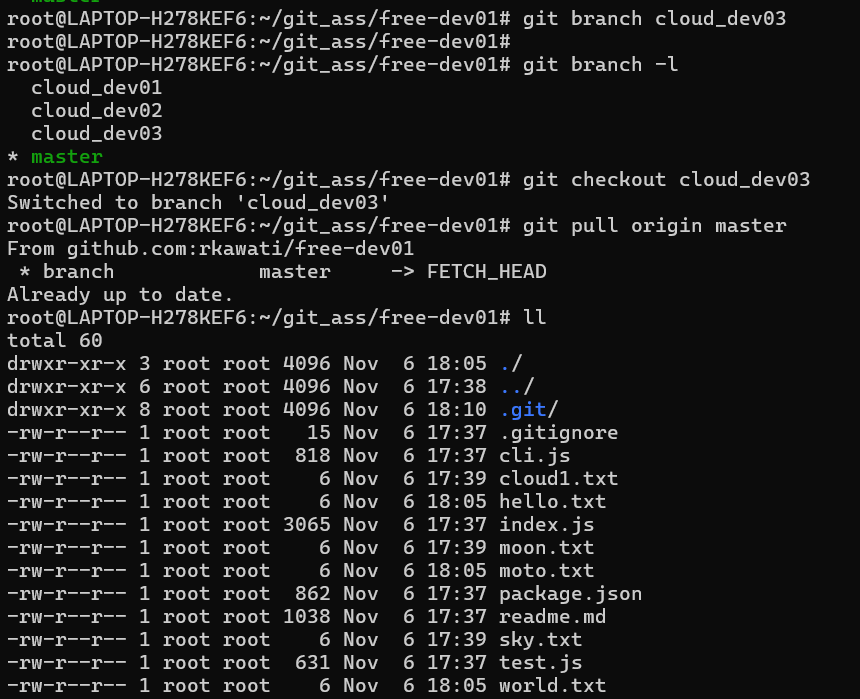 master
root@LAPTOP-H278KEF6:~/git_ass/free-dev01# git branch cloud_dev03
root@LAPTOP-H278KEF6:~/git_ass/free-dev01#
root@LAPTOP-H278KEF6:~/git_ass/free-dev01# git branch -l
  cloud_dev01
  cloud_dev02
  cloud_dev03
* master
root@LAPTOP-H278KEF6:~/git_ass/free-dev01# git checkout cloud_dev03
Switched to branch 'cloud_dev03'
root@LAPTOP-H278KEF6:~/git_ass/free-dev01# git pull origin master
From github.com:rkawati/free-dev01
 * branch            master     -> FETCH_HEAD
Already up to date.
root@LAPTOP-H278KEF6:~/git_ass/free-dev01# ll
total 60
drwxr-xr-x 3 root root 4096 Nov  6 18:05 ./
drwxr-xr-x 6 root root 4096 Nov  6 17:38 ../
drwxr-xr-x 8 root root 4096 Nov  6 18:10 .git/
-rw-r--r-- 1 root root   15 Nov  6 17:37 .gitignore
-rw-r--r-- 1 root root  818 Nov  6 17:37 cli.js
-rw-r--r-- 1 root root    6 Nov  6 17:39 cloud1.txt
-rw-r--r-- 1 root root    6 Nov  6 18:05 hello.txt
-rw-r--r-- 1 root root 3065 Nov  6 17:37 index.js
-rw-r--r-- 1 root root    6 Nov  6 17:39 moon.txt
-rw-r--r-- 1 root root    6 Nov  6 18:05 moto.txt
-rw-r--r-- 1 root root  862 Nov  6 17:37 package.json
-rw-r--r-- 1 root root 1038 Nov  6 17:37 readme.md
-rw-r--r-- 1 root root    6 Nov  6 17:39 sky.txt
-rw-r--r-- 1 root root  631 Nov  6 17:37 test.js
-rw-r--r-- 1 root root    6 Nov  6 18:05 world.txt